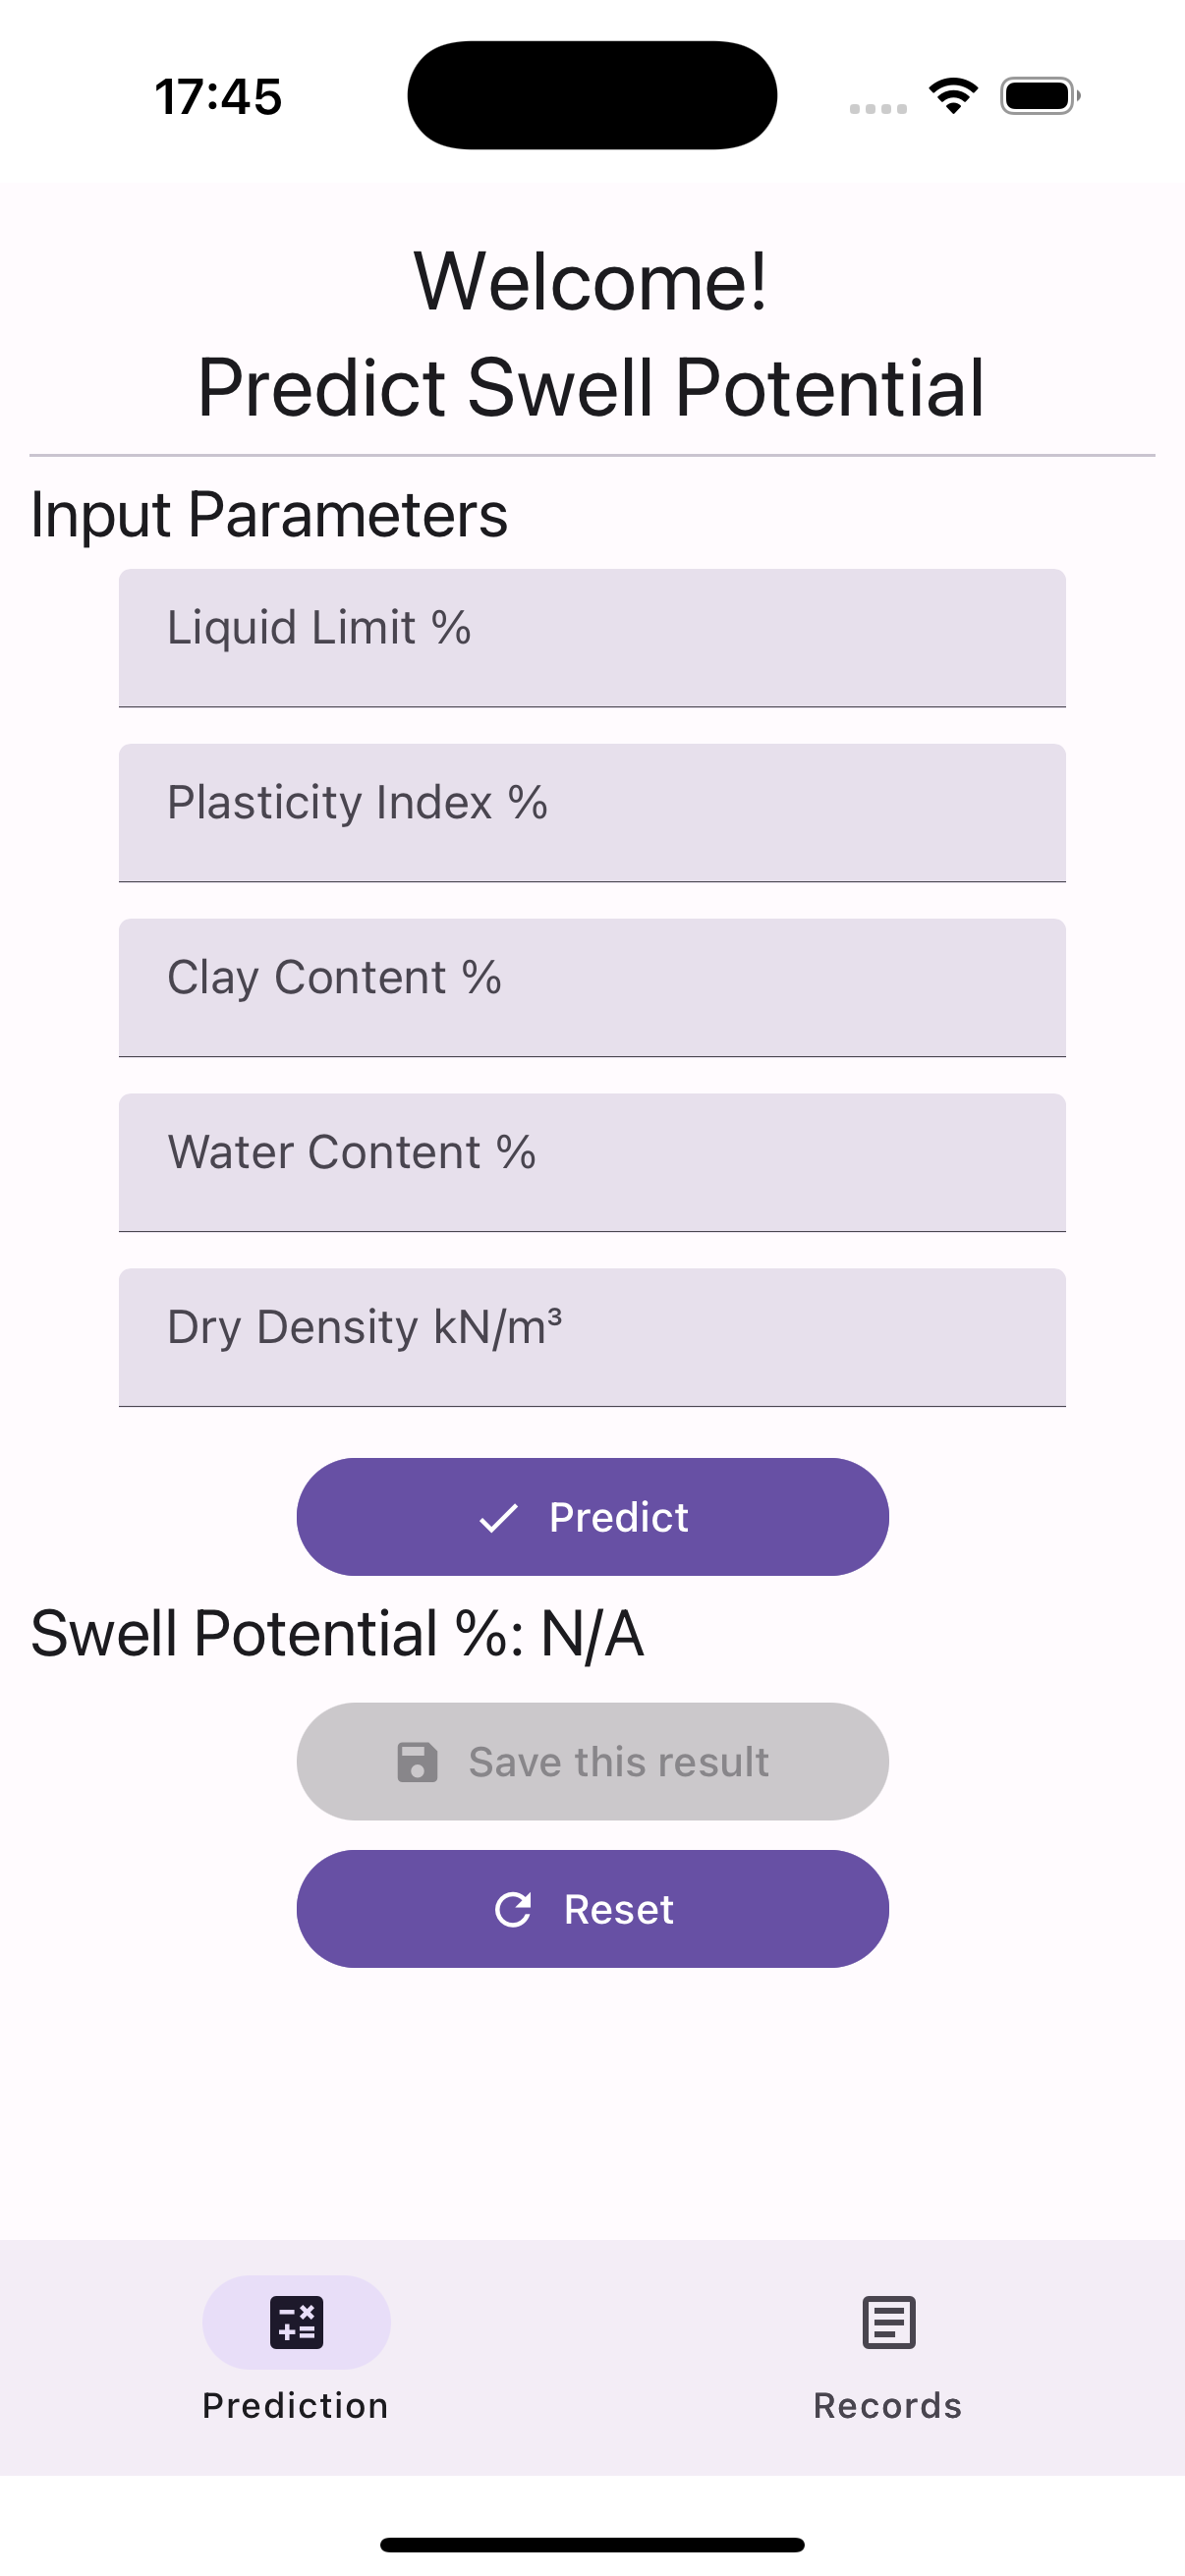 17:45
Welcome!
Predict Swell Potential
Input Parameters
Liquid Limit %
Plasticity Index %
Clay Content %
Water Content %
Dry Density kN/m³
Predict
Swell Potential %: N/A
Save this result
Reset
Prediction
Records